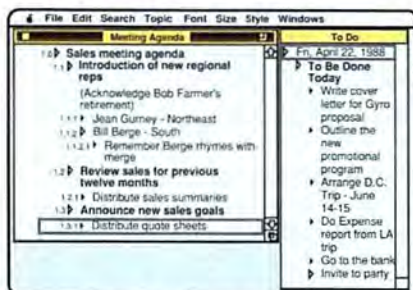 File Edit Search Topic Font Size Style Windows
Meeting Agenda
1.0 Sales meeting agenda
1.1 Introduction of new regional
reps
(Acknowledge Bob Farmer's
retirement)
1.1.1 Jean Gurney - Northeast
1.1.2 Bill Berge - South
1.1.2.1 Remember Berge rhymes with
merge
1.2 Review sales for previous
twelve months
1.2.1 Distribute sales summaries
1.3 Announce new sales goals
1.3.1 Distribute quote sheets
To Do
Fri, April 22, 1988
To Be Done
Today
Write cover
letter for Gyro
proposal
Outline the
new
promotional
program
Arrange D.C.
Trip - June
14-15
Do Expense
report from LA
trip
Go to the bank
Invite to party